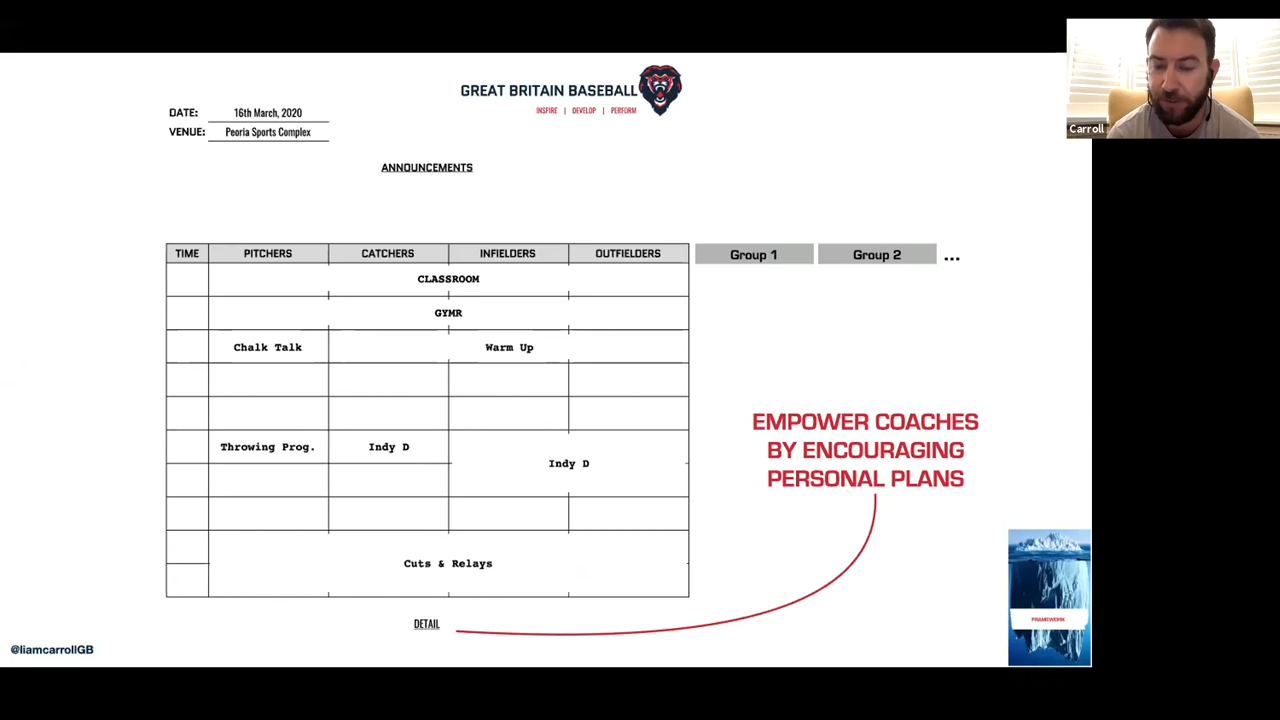 Carroll
GREAT BRITAIN BASEBALL
INSPIRE | DEVELOP | PERFORM
DATE: 16th March, 2020
VENUE: Peoria Sports Complex
ANNOUNCEMENTS
TIME PITCHERS CATCHERS INFIELDERS OUTFIELDERS Group 1 Group 2 ...
CLASSROOM
GYMR
Chalk Talk Warm Up
Throwing Prog. Indy D
Indy D
Cuts & Relays
DETAIL
EMPOWER COACHES
BY ENCOURAGING
PERSONAL PLANS
FRAMEWORK
@liamcarrollGB